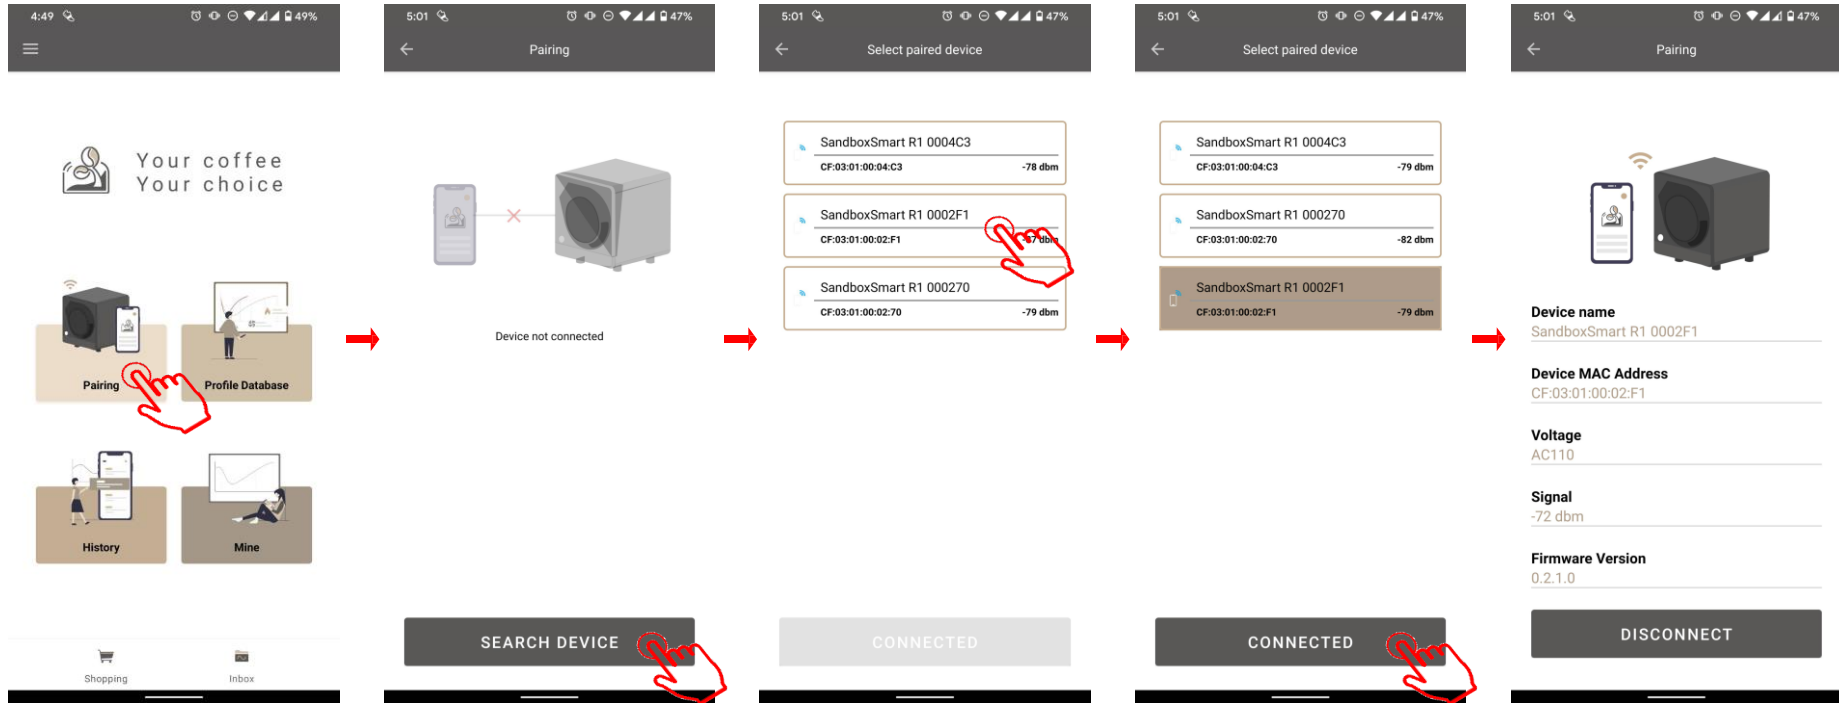 4:49
49%
Your coffee
Your choice
Pairing
Profile Database
History
Mine
Shopping
Inbox
5:01
47%
Pairing
Device not connected
SEARCH DEVICE
5:01
47%
Select paired device
SandboxSmart R1 0004C3
CF:03:01:00:04:C3 -78 dbm
SandboxSmart R1 0002F1
CF:03:01:00:02:F1 dbm
SandboxSmart R1 000270
CF:03:01:00:02:70 -79 dbm
CONNECTED
5:01
47%
Select paired device
SandboxSmart R1 0004C3
CF:03:01:00:04:C3 -79 dbm
SandboxSmart R1 000270
CF:03:01:00:02:70 -82 dbm
SandboxSmart R1 0002F1
CF:03:01:00:02:F1 -79 dbm
CONNECTED
5:01
47%
Pairing
Device name
SandboxSmart R1 0002F1
Device MAC Address
CF:03:01:00:02:F1
Voltage
AC110
Signal
-72 dbm
Firmware Version
0.2.1.0
DISCONNECT